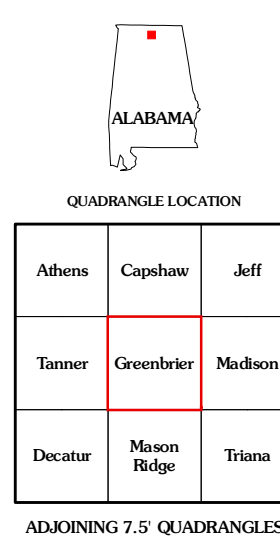 ALABAMA
QUADRANGLE LOCATION
Athens Capshaw Jeff
Tanner Greenbrier Madison
Decatur Mason Ridge Triana
ADJOINING 7.5' QUADRANGLES